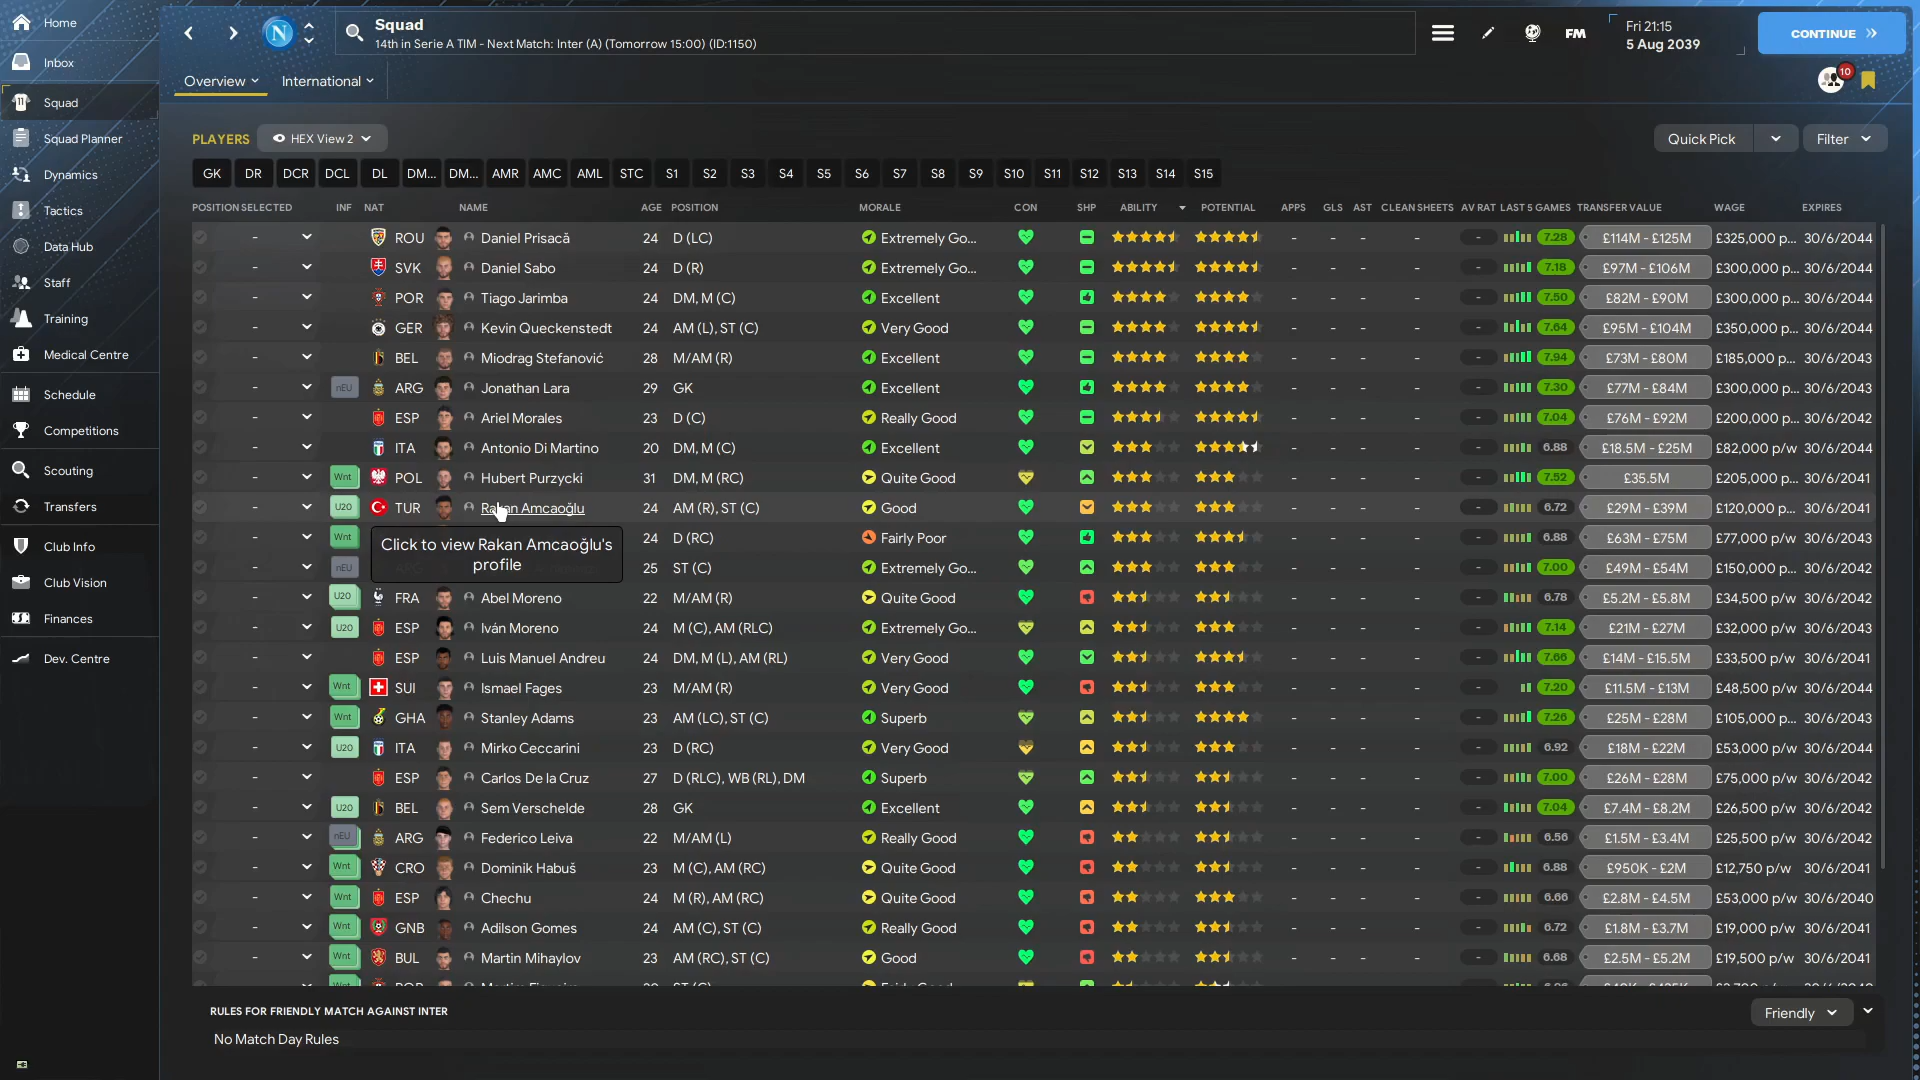 Home
Inbox
Squad
Squad Planner
Dynamics
Tactics
Data Hub
Staff
Training
Medical Centre
Schedule
Competitions
Scouting
Transfers
Club Info
Club Vision
Finances
Dev. Centre
Squad
14th in Serie A TIM - Next Match: Inter (A) (Tomorrow 15:00) (ID:1150)
FM
Fri 21:15
5 Aug 2039
CONTINUE
Overview International
10
PLAYERS HEX View 2 Quick Pick Filter
GK DR DCR DCL DL DM... DM... AMR AMC AML STC S1 S2 S3 S4 S5 S6 S7 S8 S9 S10 S11 S12 S13 S14 S15
POSITION SELECTED INF NAT NAME AGE POSITION MORALE CON SHP ABILITY POTENTIAL APPS GLS AST CLEAN SHEETS AV RAT LAST 5 GAMES TRANSFER VALUE WAGE EXPIRES
- ROU Daniel Prisacă 24 D (LC) Extremely Go... - - - - - 7.28 £114M - £125M £325,000 p... 30/6/2044
- SVK Daniel Sabo 24 D (R) Extremely Go... - - - - - 7.18 £97M - £106M £300,000 p... 30/6/2044
- POR Tiago Jarimba 24 DM, M (C) Excellent - - - - - 7.50 £82M - £90M £300,000 p... 30/6/2044
- GER Kevin Queckenstedt 24 AM (L), ST (C) Very Good - - - - - 7.64 £95M - £104M £350,000 p... 30/6/2044
- BEL Miodrag Stefanović 28 M/AM (R) Excellent - - - - - 7.94 £73M - £80M £185,000 p... 30/6/2043
- nEU ARG Jonathan Lara 29 GK Excellent - - - - - 7.30 £77M - £84M £300,000 p... 30/6/2043
- ESP Ariel Morales 23 D (C) Really Good - - - - - 7.04 £76M - £92M £200,000 p... 30/6/2042
- ITA Antonio Di Martino 20 DM, M (C) Excellent - - - - - 6.88 £18.5M - £25M £82,000 p/w 30/6/2044
- Wnt POL Hubert Purzycki 31 DM, M (RC) Quite Good - - - - - 7.52 £35.5M £205,000 p... 30/6/2041
- U20 TUR Rakan Amcaoğlu 24 AM (R), ST (C) Good - - - - - 6.72 £29M - £39M £120,000 p... 30/6/2041
- Wnt 24 D (RC) Fairly Poor - - - - - 6.88 £63M - £75M £77,000 p/w 30/6/2043
Click to view Rakan Amcaoğlu's
profile
- nEU 25 ST (C) Extremely Go... - - - - - 7.00 £49M - £54M £150,000 p... 30/6/2042
- U20 FRA Abel Moreno 22 M/AM (R) Quite Good - - - - - 6.78 £5.2M - £5.8M £34,500 p/w 30/6/2042
- U20 ESP Iván Moreno 24 M (C), AM (RLC) Extremely Go... - - - - - 7.14 £21M - £27M £32,000 p/w 30/6/2043
- ESP Luis Manuel Andreu 24 DM, M (L), AM (RL) Very Good - - - - - 7.66 £14M - £15.5M £33,500 p/w 30/6/2041
- Wnt SUI Ismael Fages 23 M/AM (R) Very Good - - - - - 7.20 £11.5M - £13M £48,500 p/w 30/6/2044
- Wnt GHA Stanley Adams 23 AM (LC), ST (C) Superb - - - - - 7.26 £25M - £28M £105,000 p... 30/6/2043
- U20 ITA Mirko Ceccarini 23 D (RC) Very Good - - - - - 6.92 £18M - £22M £53,000 p/w 30/6/2044
- ESP Carlos De la Cruz 27 D (RLC), WB (RL), DM Superb - - - - - 7.00 £26M - £28M £75,000 p/w 30/6/2042
- U20 BEL Sem Verschelde 28 GK Excellent - - - - - 7.04 £7.4M - £8.2M £26,500 p/w 30/6/2042
- nEU ARG Federico Leiva 22 M/AM (L) Really Good - - - - - 6.56 £1.5M - £3.4M £25,500 p/w 30/6/2042
- Wnt CRO Dominik Habuš 23 M (C), AM (RC) Quite Good - - - - - 6.88 £950K - £2M £12,750 p/w 30/6/2041
- Wnt ESP Chechu 24 M (R), AM (RC) Quite Good - - - - - 6.66 £2.8M - £4.5M £53,000 p/w 30/6/2040
- Wnt GNB Adilson Gomes 24 AM (C), ST (C) Really Good - - - - - 6.72 £1.8M - £3.7M £19,000 p/w 30/6/2041
- Wnt BUL Martin Mihaylov 23 AM (RC), ST (C) Good - - - - - 6.68 £2.5M - £5.2M £19,500 p/w 30/6/2041
RULES FOR FRIENDLY MATCH AGAINST INTER
Friendly
No Match Day Rules